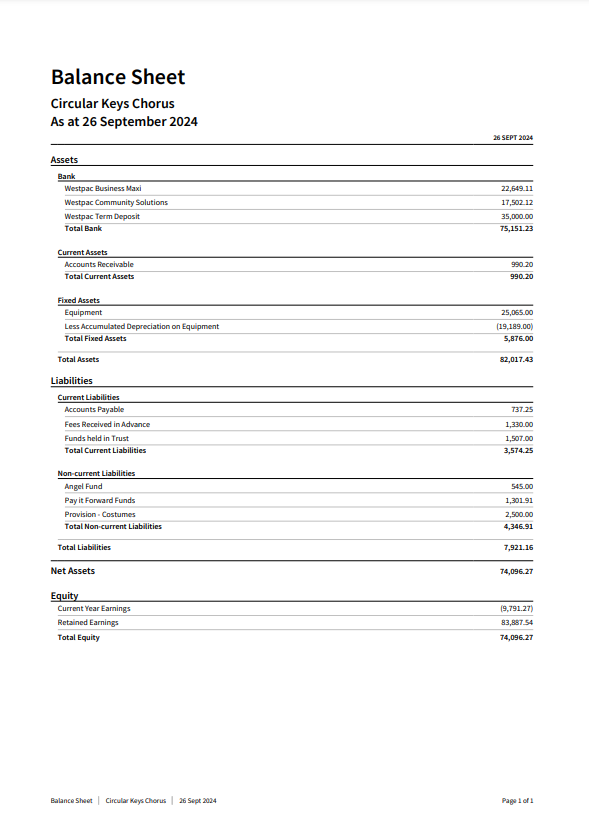 Balance Sheet
Circular Keys Chorus
As at 26 September 2024
26 SEPT 2024
Assets
Bank
Westpac Business Maxi 22,649.11
Westpac Community Solutions 17,502.12
Westpac Term Deposit 35,000.00
Total Bank 75,151.23
Current Assets
Accounts Receivable 990.20
Total Current Assets 990.20
Fixed Assets
Equipment 25,065.00
Less Accumulated Depreciation on Equipment (19,189.00)
Total Fixed Assets 5,876.00
Total Assets 82,017.43
Liabilities
Current Liabilities
Accounts Payable 737.25
Fees Received in Advance 1,330.00
Funds held in Trust 1,507.00
Total Current Liabilities 3,574.25
Non-current Liabilities
Angel Fund 545.00
Pay it Forward Funds 1,301.91
Provision - Costumes 2,500.00
Total Non-current Liabilities 4,346.91
Total Liabilities 7,921.16
Net Assets 74,096.27
Equity
Current Year Earnings (9,791.27)
Retained Earnings 83,887.54
Total Equity 74,096.27
Balance Sheet | Circular Keys Chorus | 26 Sept 2024 Page 1 of 1